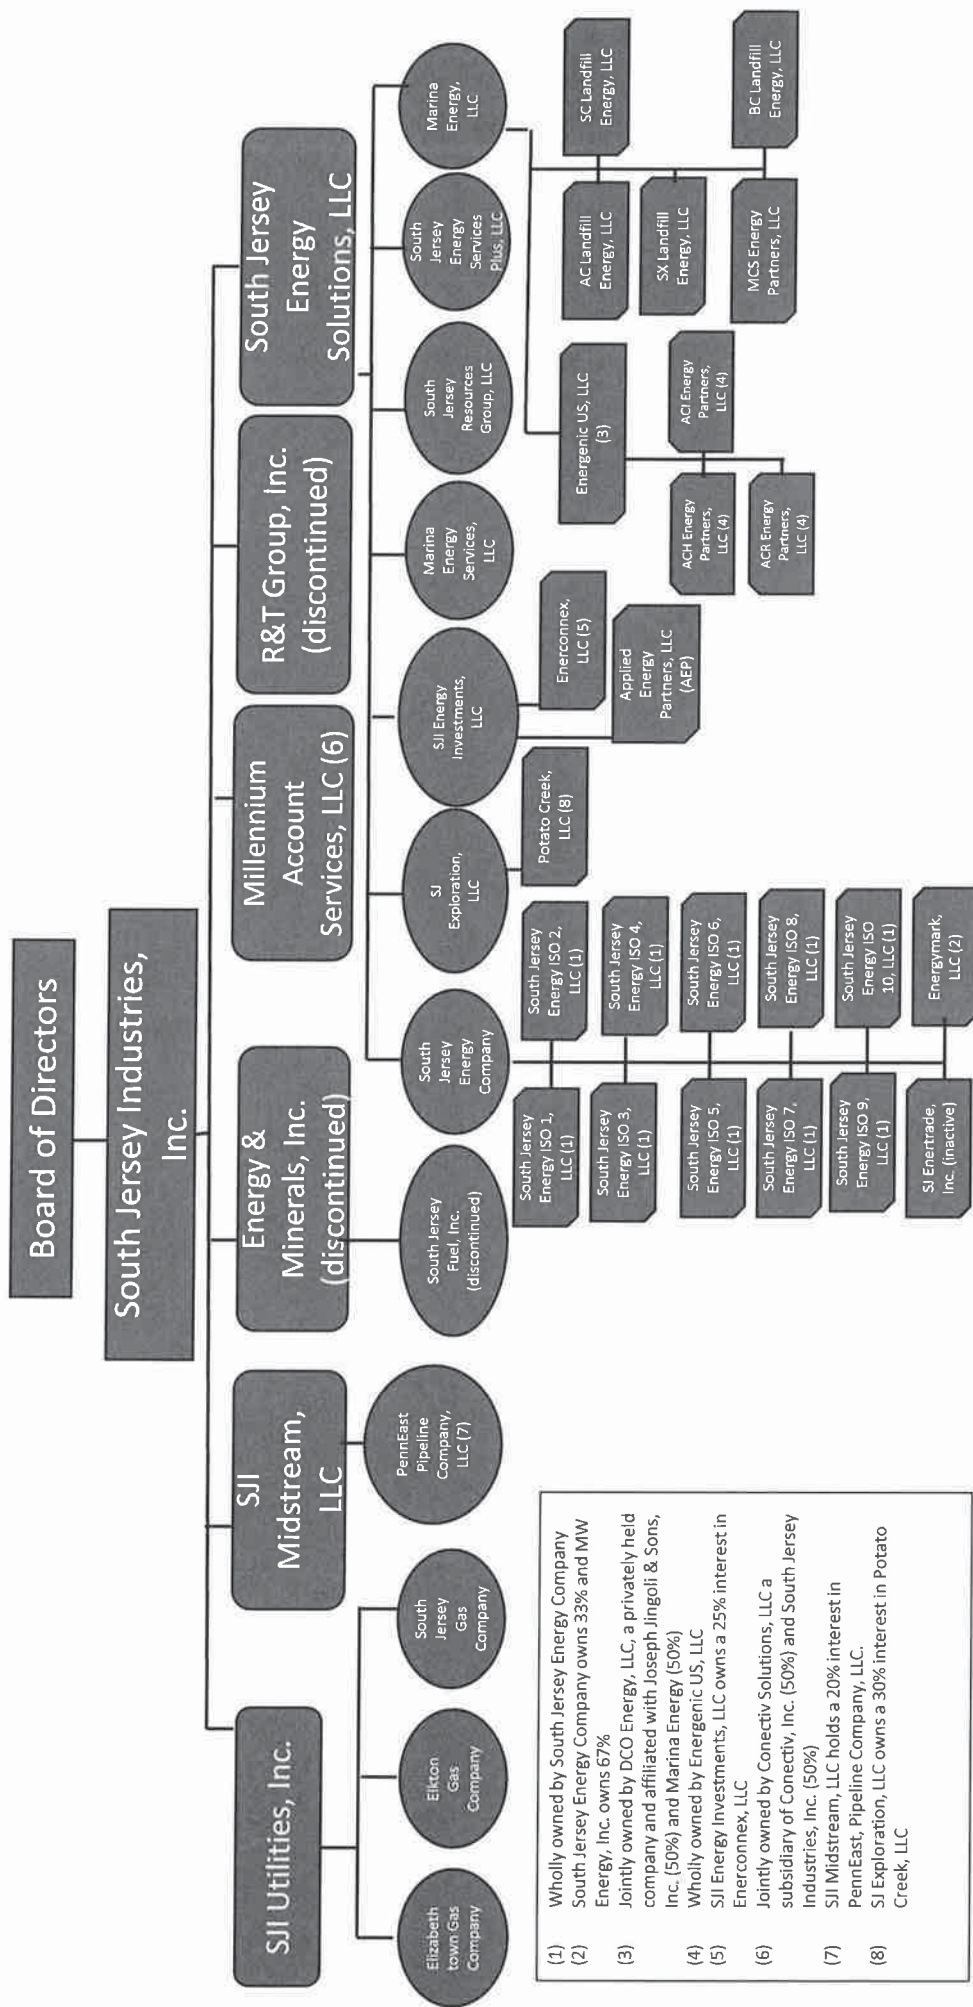 Board of Directors
South Jersey Industries,
Inc.
SJI Utilities, Inc.
SJI
Midstream,
LLC
Energy &
Minerals, Inc.
(discontinued)
Millennium
Account
Services, LLC (6)
R&T Group, Inc.
(discontinued)
South Jersey
Energy
Solutions, LLC
Elizabeth
town Gas
Company
Elkton
Gas
Company
South
Jersey
Gas
Company
PennEast
Pipeline
Company,
LLC (7)
South Jersey
Fuel, Inc.
(discontinued)
South
Jersey
Energy
Company
SJ
Exploration,
LLC
SJI Energy
Investments,
LLC
Marina
Energy
Services,
LLC
South
Jersey
Resources
Group, LLC
South
Jersey
Energy
Services
Plus, LLC
Marina
Energy,
LLC
South Jersey
Energy ISO 1,
LLC (1)
South Jersey
Energy ISO 2,
LLC (1)
South Jersey
Energy ISO 3,
LLC (1)
South Jersey
Energy ISO 4,
LLC (1)
South Jersey
Energy ISO 5,
LLC (1)
South Jersey
Energy ISO 6,
LLC (1)
South Jersey
Energy ISO 7,
LLC (1)
South Jersey
Energy ISO 8,
LLC (1)
South Jersey
Energy ISO 9,
LLC (1)
South Jersey
Energy ISO
10, LLC (1)
SJ Enertrade,
Inc. (inactive)
Energymark,
LLC (2)
Potato Creek,
LLC (8)
Enerconnex,
LLC (5)
Applied
Energy
Partners, LLC
(AEP)
Energenic US, LLC
(3)
ACH Energy
Partners,
LLC (4)
ACI Energy
Partners,
LLC (4)
ACR Energy
Partners,
LLC (4)
AC Landfill
Energy, LLC
SC Landfill
Energy, LLC
SX Landfill
Energy, LLC
MCS Energy
Partners, LLC
BC Landfill
Energy, LLC
(1) Wholly owned by South Jersey Energy Company
(2) South Jersey Energy Company owns 33% and MW
Energy, Inc. owns 67%
(3) Jointly owned by DCO Energy, LLC, a privately held
company and affiliated with Joseph Jingoli & Sons,
Inc. (50%) and Marina Energy (50%)
(4) Wholly owned by Energenic US, LLC
(5) SJI Energy Investments, LLC owns a 25% interest in
Enerconnex, LLC
(6) Jointly owned by Conectiv Solutions, LLC a
subsidiary of Conectiv, Inc. (50%) and South Jersey
Industries, Inc. (50%)
(7) SJI Midstream, LLC holds a 20% interest in
PennEast, Pipeline Company, LLC.
(8) SJ Exploration, LLC owns a 30% interest in Potato
Creek, LLC